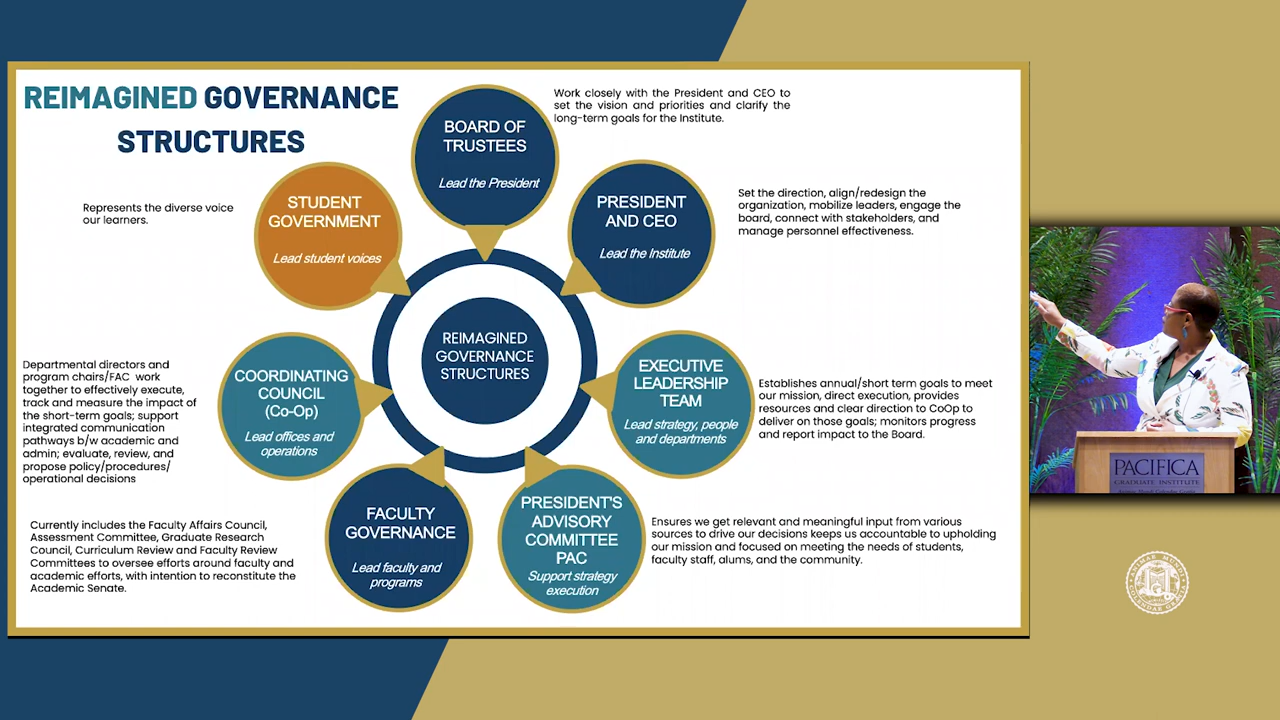 REIMAGINED GOVERNANCE
STRUCTURES
BOARD OF
TRUSTEES
Lead the President
Work closely with the President and CEO to
set the vision and priorities and clarify the
long-term goals for the Institute.
PRESIDENT
AND CEO
Lead the Institute
Set the direction, align/redesign the
organization, mobilize leaders, engage the
board, connect with stakeholders, and
manage personnel effectiveness.
EXECUTIVE
LEADERSHIP
TEAM
Lead strategy, people
and departments
Establishes annual/short term goals to meet
our mission, direct execution, provides
resources and clear direction to CoOp to
deliver on those goals; monitors progress
and report impact to the Board.
PRESIDENT'S
ADVISORY
COMMITTEE
PAC
Support strategy
execution
Ensures we get relevant and meaningful input from various
sources to drive our decisions keeps us accountable to upholding
our mission and focused on meeting the needs of students,
faculty staff, alums, and the community.
FACULTY
GOVERNANCE
Lead faculty and
programs
Currently includes the Faculty Affairs Council,
Assessment Committee, Graduate Research
Council, Curriculum Review and Faculty Review
Committees to oversee efforts around faculty and
academic efforts, with intention to reconstitute the
Academic Senate.
COORDINATING
COUNCIL
(Co-Op)
Lead offices and
operations
Departmental directors and
program chairs/FAC work
together to effectively execute,
track and measure the impact of
the short-term goals; support
integrated communication
pathways b/w academic and
admin; evaluate, review, and
propose policy/procedures/
operational decisions
STUDENT
GOVERNMENT
Lead student voices
Represents the diverse voice
our learners.
REIMAGINED
GOVERNANCE
STRUCTURES
PACIFICA
GRADUATE INSTITUTE